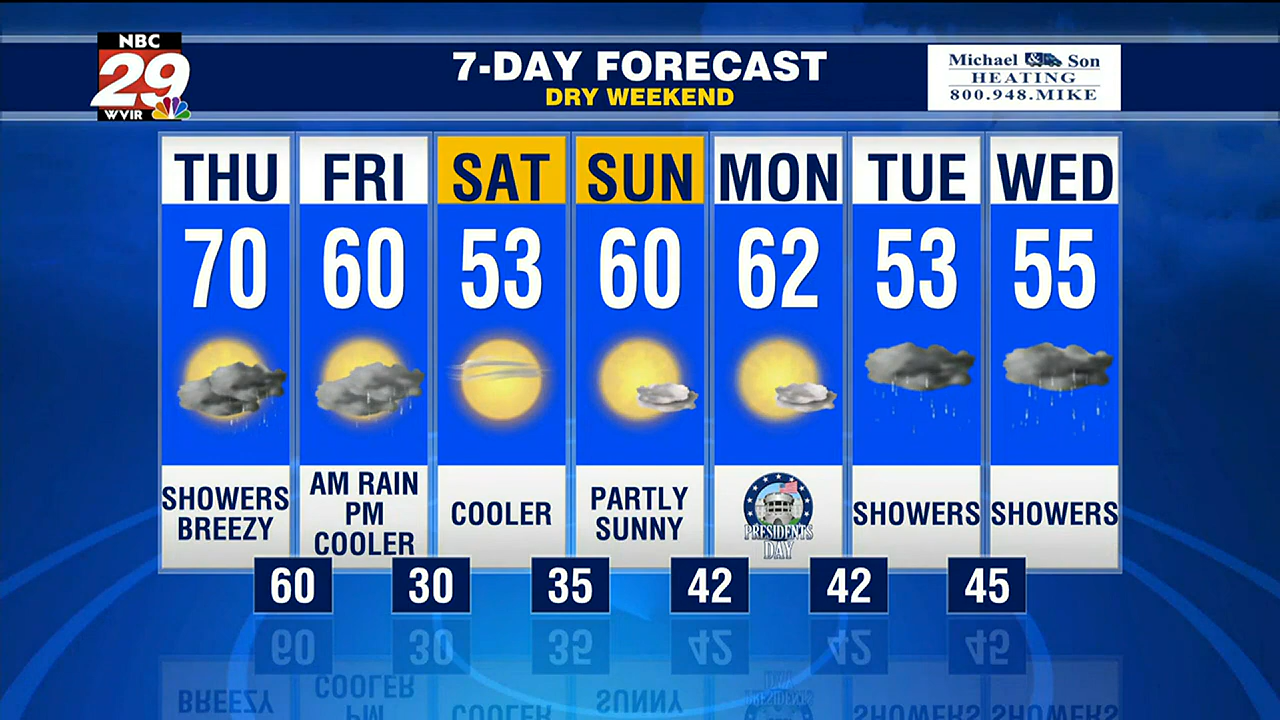 NBC
29
WVIR
7-DAY FORECAST
DRY WEEKEND
Michael & Son
HEATING
800.948.MIKE
THU FRI SAT SUN MON TUE WED
70 60 53 60 62 53 55
SHOWERS
BREEZY
AM RAIN
PM
COOLER
COOLER
PARTLY
SUNNY
PRESIDENTS
DAY
SHOWERS
SHOWERS
60 30 35 42 42 45